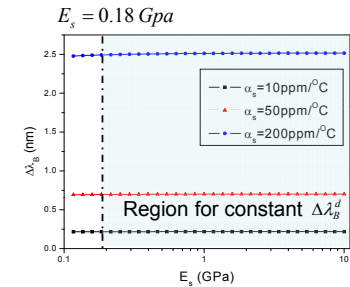 E_s = 0.18 Gpa
2.5
2.0
1.5
1.0
0.5
0.0
Δλ_B (nm)
α_s=10ppm/°C
α_s=50ppm/°C
α_s=200ppm/°C
Region for constant Δλ_B^d
0.1
1
10
E_s (GPa)